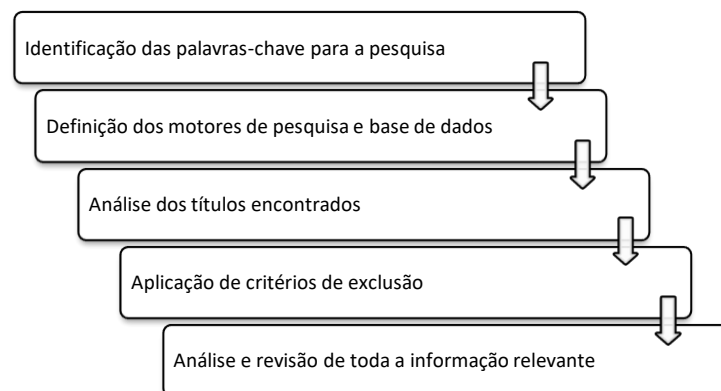 Identificação das palavras-chave para a pesquisa
Definição dos motores de pesquisa e base de dados
Análise dos títulos encontrados
Aplicação de critérios de exclusão
Análise e revisão de toda a informação relevante